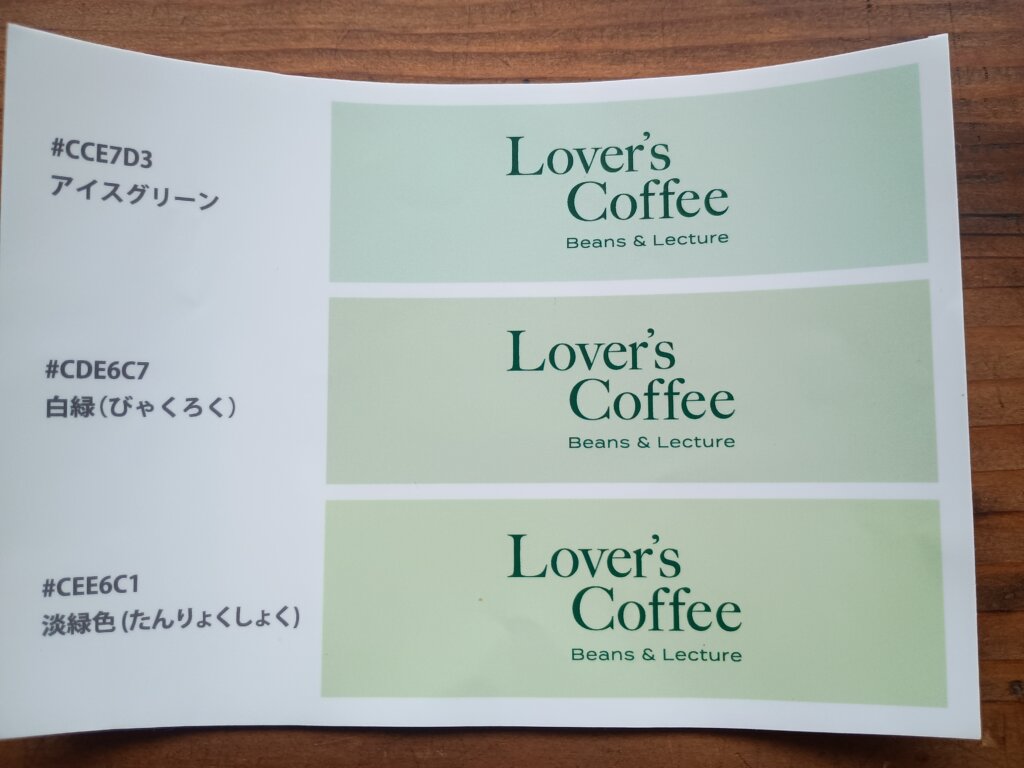 #CCE7D3
アイスグリーン
Lover's
Coffee
Beans & Lecture
#CDE6C7
白緑(びゃくろく)
Lover's
Coffee
Beans & Lecture
#CEE6C1
淡緑色(たんりょくしょく)
Lover's
Coffee
Beans & Lecture